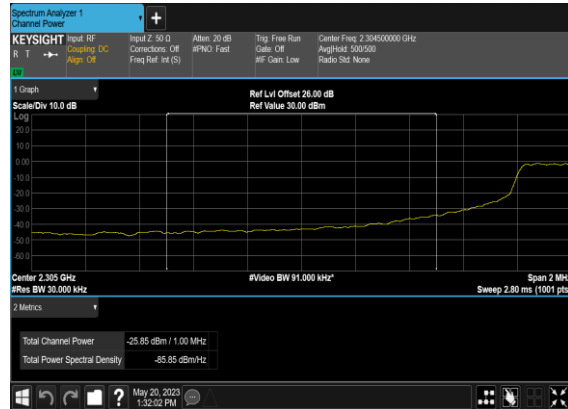 Spectrum Analyzer 1
Channel Power
+
KEYSIGHT Input: RF Input Z: 50 Ω Atten: 20 dB Trig: Free Run Center Freq: 2.304500000 GHz
R T Coupling: DC Corrections: Off #PNO: Fast Gate: Off Avg|Hold: 500/500
Align: Off Freq Ref: Int (S) #IF Gain: Low Radio Std: None
LW
1 Graph
Ref Lvl Offset 26.00 dB
Scale/Div 10.0 dB Ref Value 30.00 dBm
Log
20.0
10.0
0.00
-10.0
-20.0
-30.0
-40.0
-50.0
-60.0
Center 2.305 GHz #Video BW 91.000 kHz* Span 2 MHz
#Res BW 30.000 kHz Sweep 2.80 ms (1001 pts
2 Metrics
Total Channel Power -25.85 dBm / 1.00 MHz
Total Power Spectral Density -85.85 dBm/Hz
? May 20, 2023
1:32:02 PM